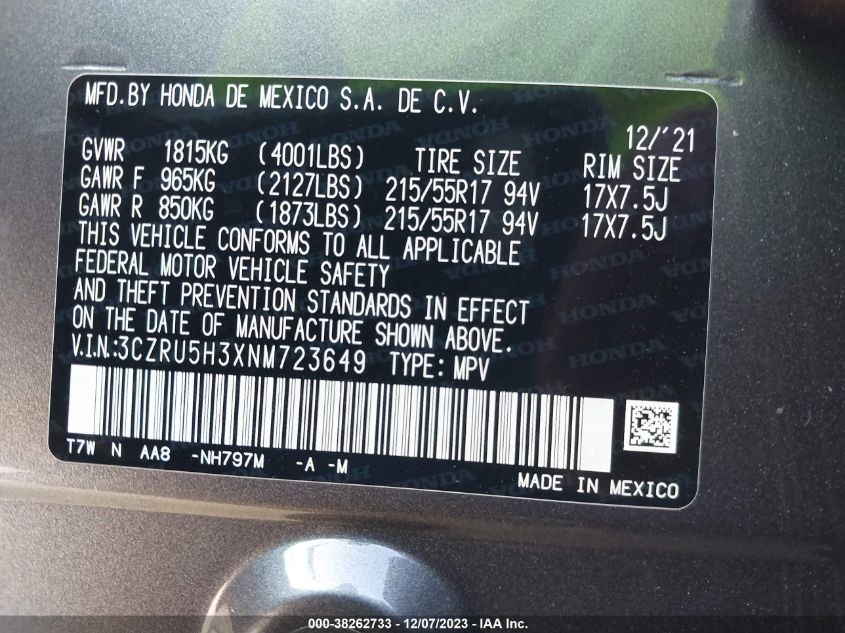 MFD.BY HONDA DE MEXICO S.A. DE C.V.
12/'21
GVWR 1815KG (4001LBS) TIRE SIZE RIM SIZE
GAWR F 965KG (2127LBS) 215/55R17 94V 17X7.5J
GAWR R 850KG (1873LBS) 215/55R17 94V 17X7.5J
THIS VEHICLE CONFORMS TO ALL APPLICABLE
FEDERAL MOTOR VEHICLE SAFETY
AND THEFT PREVENTION STANDARDS IN EFFECT
ON THE DATE OF MANUFACTURE SHOWN ABOVE.
V.I.N.:3CZRU5H3XNM723649 TYPE: MPV
T7W N AA8 -NH797M -A -M
MADE IN MEXICO
000-38262733 - 12/07/2023 - IAA Inc.